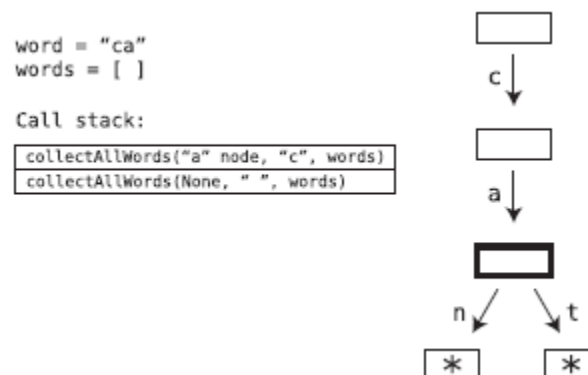 word = “ca”
words = [ ]
Call stack:
collectAllWords(“a” node, “c”, words)
collectAllWords(None, “ ”, words)
c
a
n t
* *